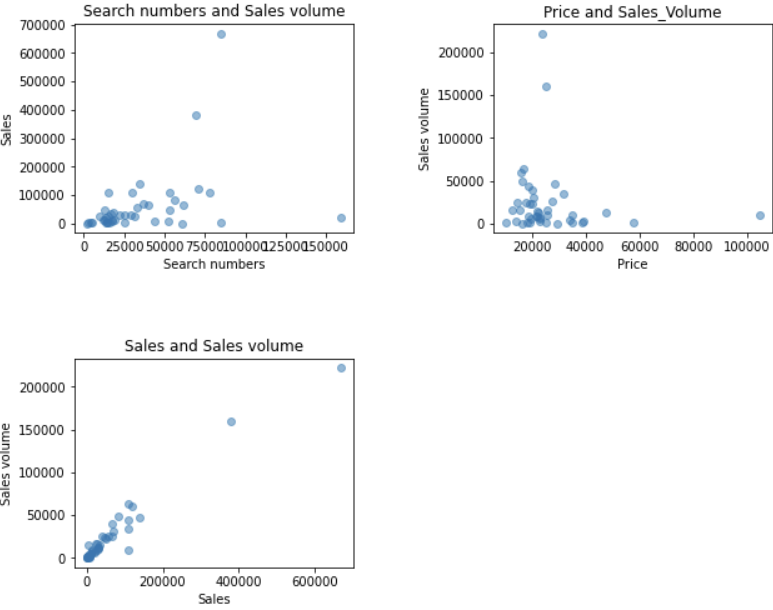 Search numbers and Sales volume
700000
600000
500000
400000
300000
200000
100000
0
Sales
0 25000 50000 75000 100000 125000 150000
Search numbers
Price and Sales_Volume
200000
150000
100000
50000
0
Sales volume
20000 40000 60000 80000 100000
Price
Sales and Sales volume
200000
150000
100000
50000
0
Sales volume
0 200000 400000 600000
Sales